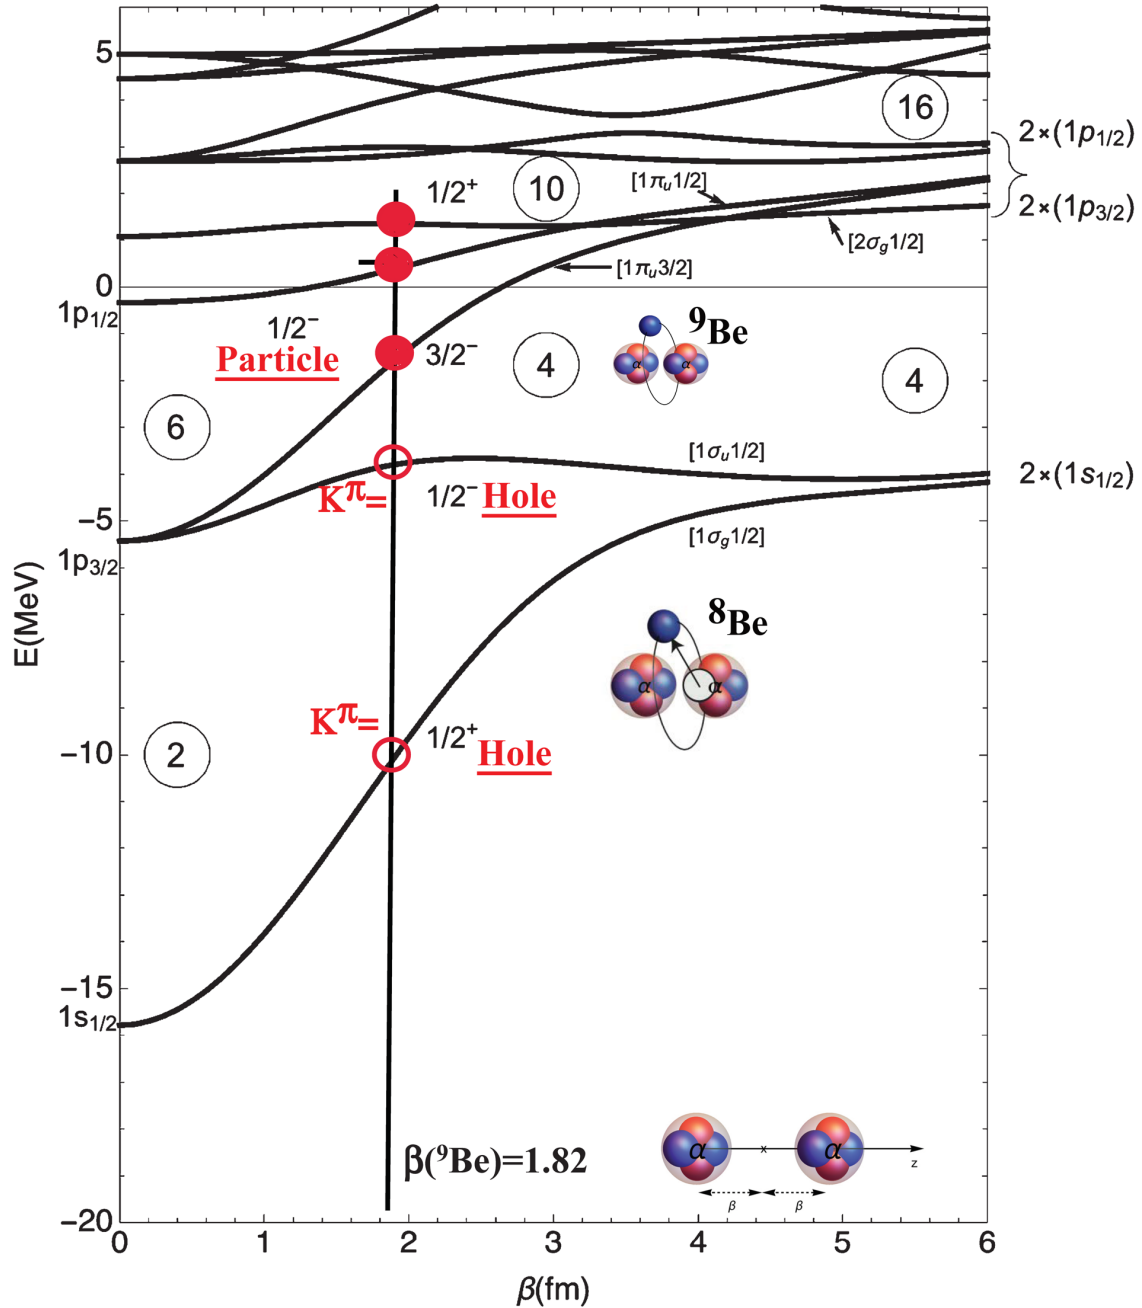 5
16
2×(1p1/2)
1/2+
10
[1πu1/2]
2×(1p3/2)
[2σg1/2]
[1πu3/2]
0
1p1/2
1/2−
9Be
Particle
3/2−
4
α
α
4
6
[1σu1/2]
Kπ=
1/2−
Hole
2×(1s1/2)
−5
[1σg1/2]
1p3/2
E(MeV)
8Be
α
α
Kπ=
1/2+
Hole
−10
2
−15
1s1/2
β(9Be)=1.82
α
x
α
z
β
β
−20
0
1
2
3
4
5
6
β(fm)